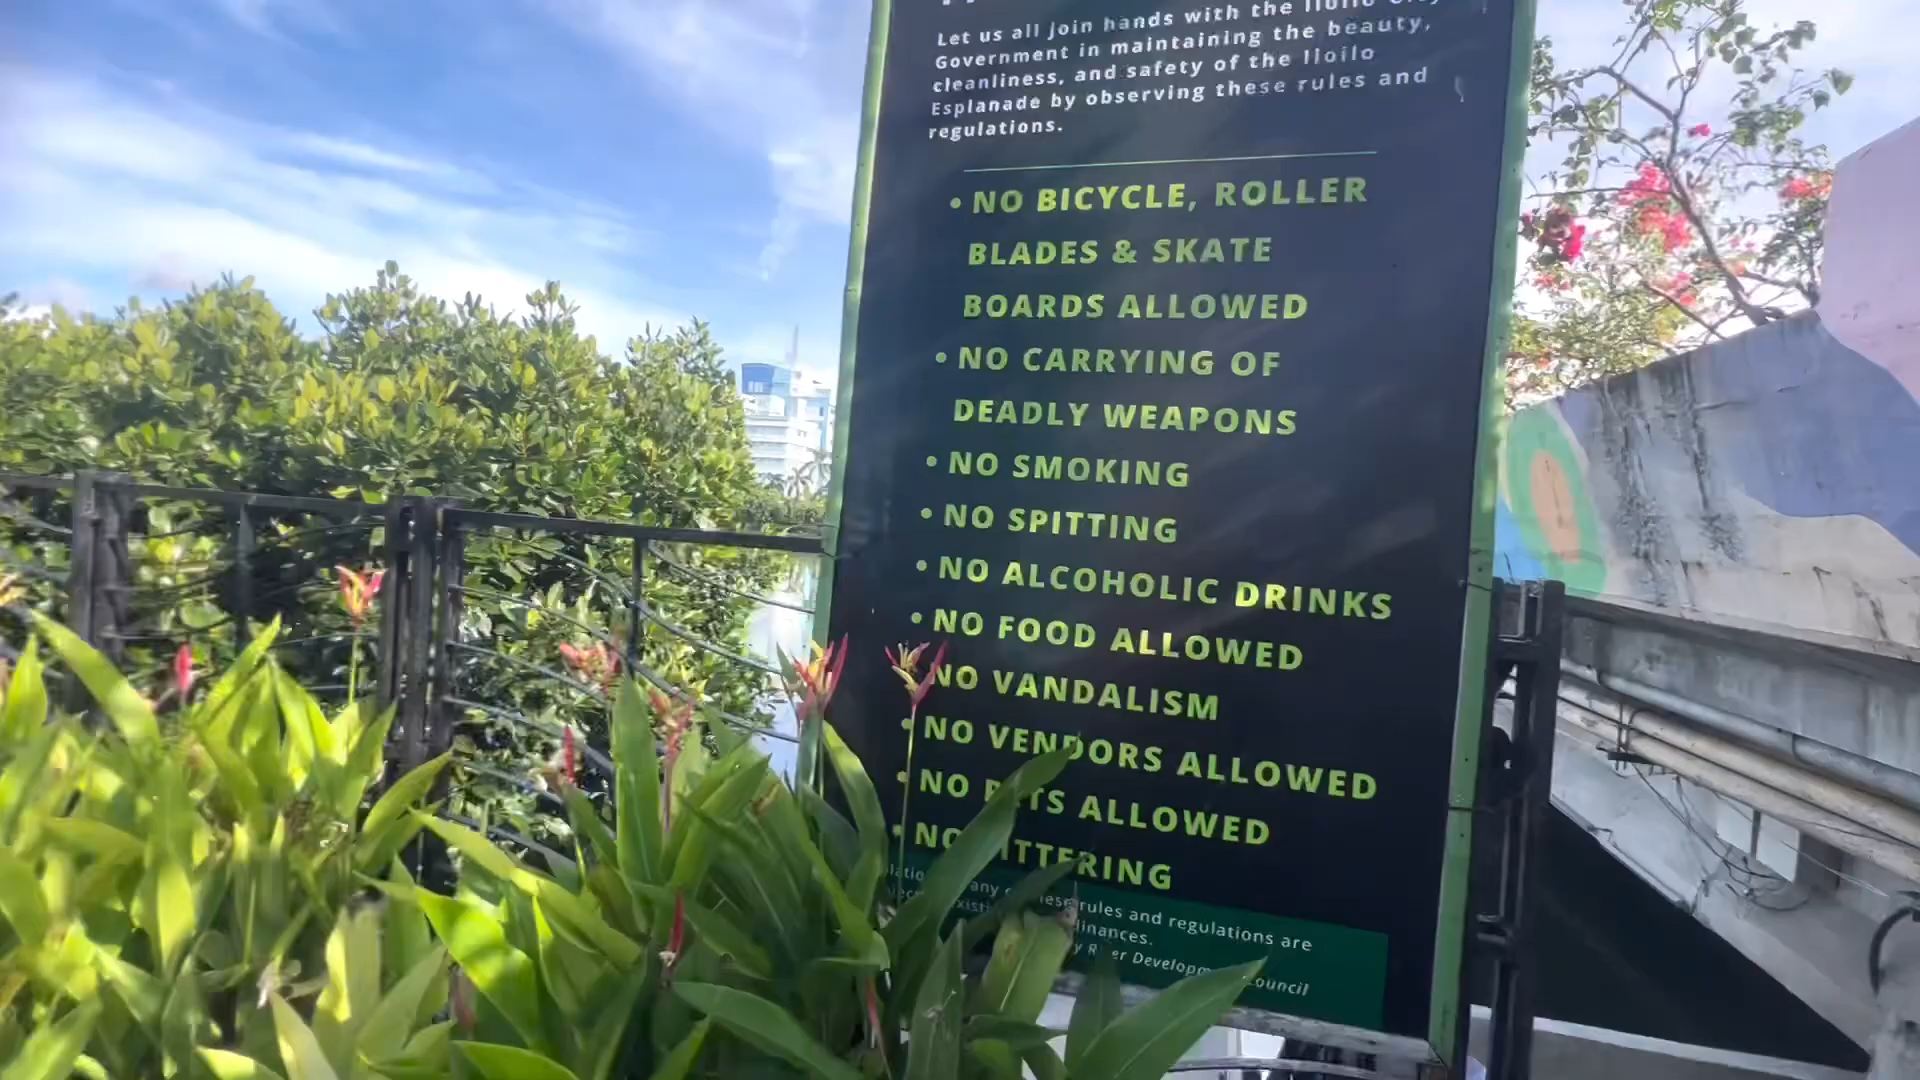 Let us all join hands with the Iloilo City
Government in maintaining the beauty,
cleanliness, and safety of the Iloilo
Esplanade by observing these rules and
regulations.
• NO BICYCLE, ROLLER
BLADES & SKATE
BOARDS ALLOWED
• NO CARRYING OF
DEADLY WEAPONS
• NO SMOKING
• NO SPITTING
• NO ALCOHOLIC DRINKS
• NO FOOD ALLOWED
NO VANDALISM
• NO VENDORS ALLOWED
• NO PETS ALLOWED
• NO LITTERING
any of these rules and regulations are
River Development Council